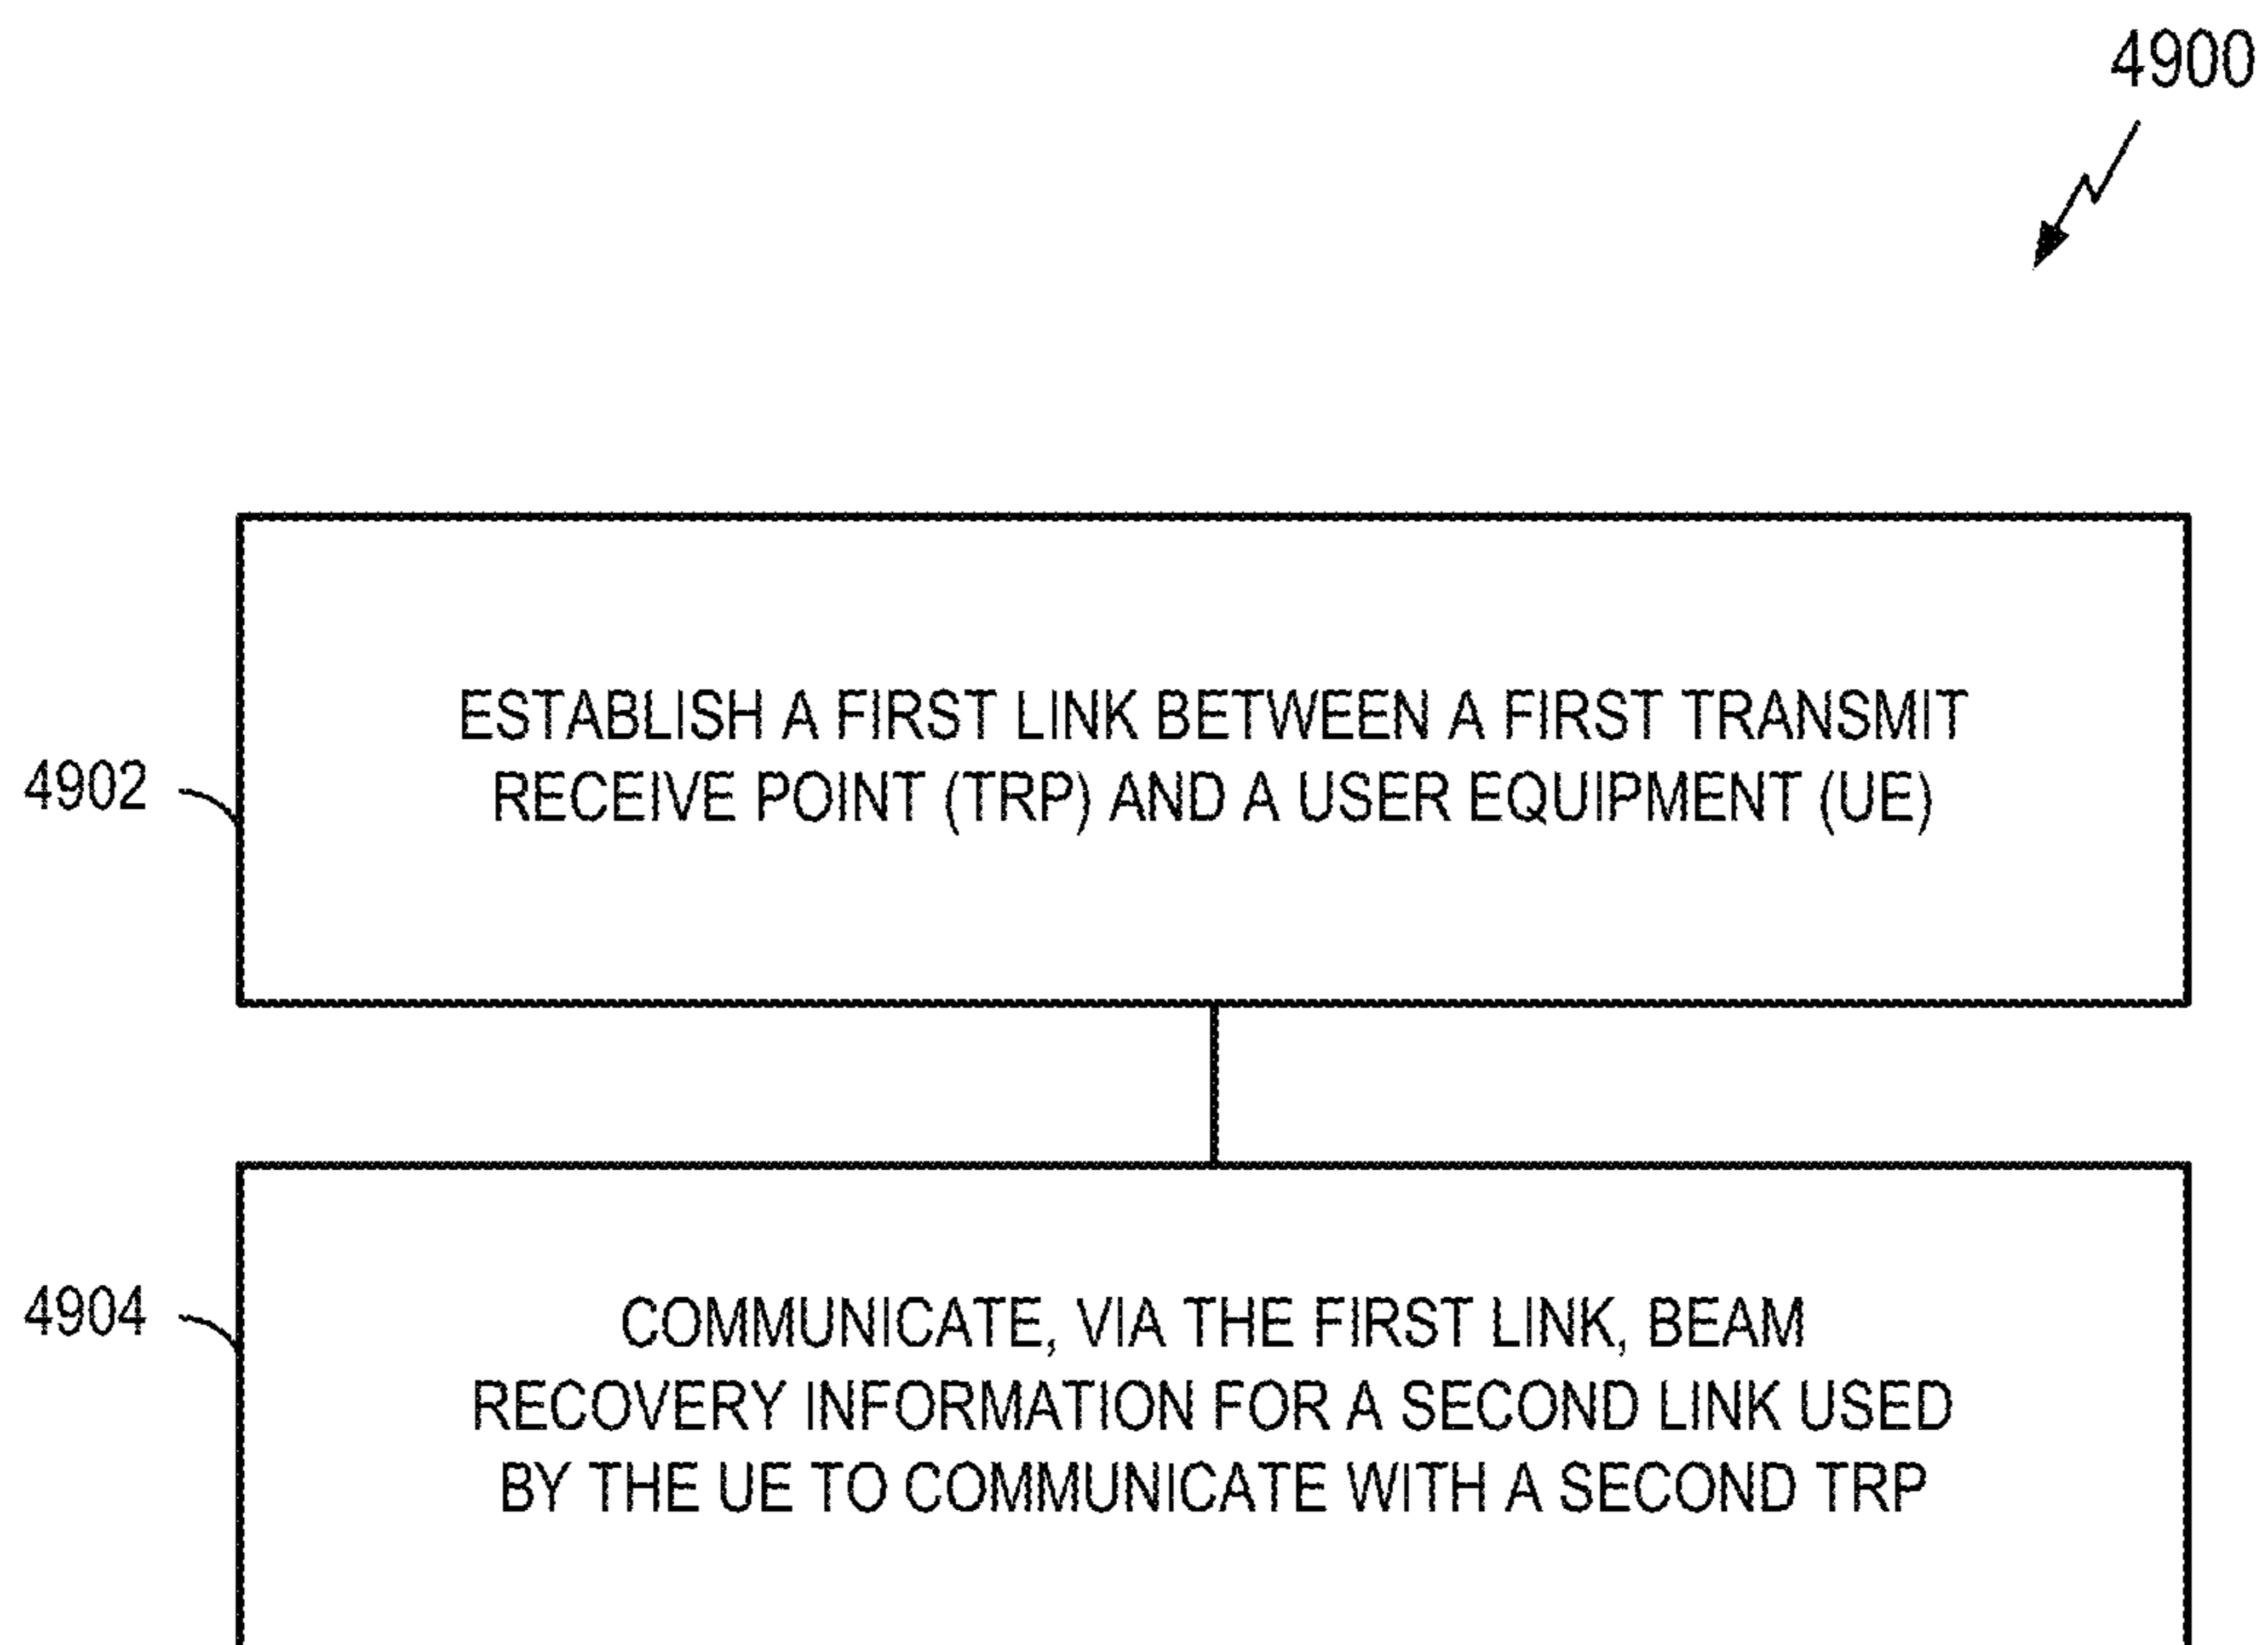 4900
4902
ESTABLISH A FIRST LINK BETWEEN A FIRST TRANSMIT
RECEIVE POINT (TRP) AND A USER EQUIPMENT (UE)
4904
COMMUNICATE, VIA THE FIRST LINK, BEAM
RECOVERY INFORMATION FOR A SECOND LINK USED
BY THE UE TO COMMUNICATE WITH A SECOND TRP